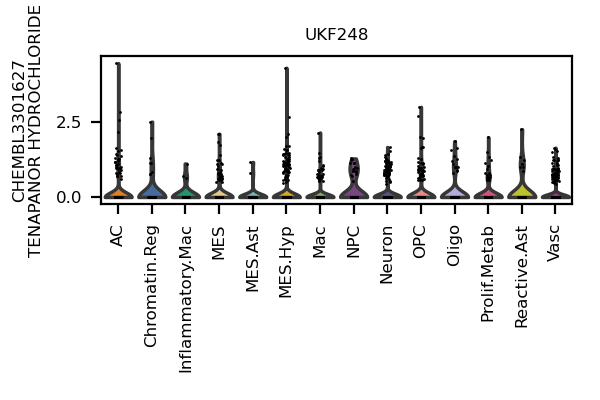 UKF248
CHEMBL3301627
TENAPANOR HYDROCHLORIDE
2.5
0.0
AC
Chromatin.Reg
Inflammatory.Mac
MES
MES.Ast
MES.Hyp
Mac
NPC
Neuron
OPC
Oligo
Prolif.Metab
Reactive.Ast
Vasc